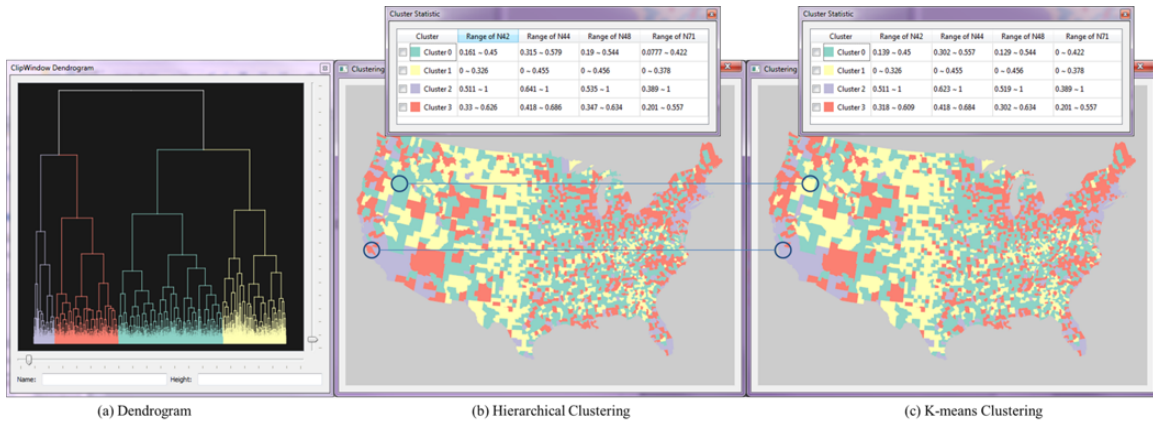 Cluster Statistic
Cluster Range of N42 Range of N44 Range of N48 Range of N71
Cluster 0 0.161 ~ 0.45 0.315 ~ 0.579 0.19 ~ 0.544 0.0777 ~ 0.422
Cluster 1 0 ~ 0.326 0 ~ 0.455 0 ~ 0.456 0 ~ 0.378
Cluster 2 0.511 ~ 1 0.641 ~ 1 0.535 ~ 1 0.389 ~ 1
Cluster 3 0.33 ~ 0.626 0.418 ~ 0.686 0.347 ~ 0.634 0.201 ~ 0.557
Cluster Statistic
Cluster Range of N42 Range of N44 Range of N48 Range of N71
Cluster 0 0.139 ~ 0.45 0.302 ~ 0.557 0.129 ~ 0.544 0 ~ 0.422
Cluster 1 0 ~ 0.326 0 ~ 0.455 0 ~ 0.456 0 ~ 0.378
Cluster 2 0.511 ~ 1 0.623 ~ 1 0.519 ~ 1 0.389 ~ 1
Cluster 3 0.318 ~ 0.609 0.418 ~ 0.684 0.302 ~ 0.634 0.201 ~ 0.557
ClipWindow Dendrogram
Clustering
Clustering
Name: Height:
(a) Dendrogram
(b) Hierarchical Clustering
(c) K-means Clustering